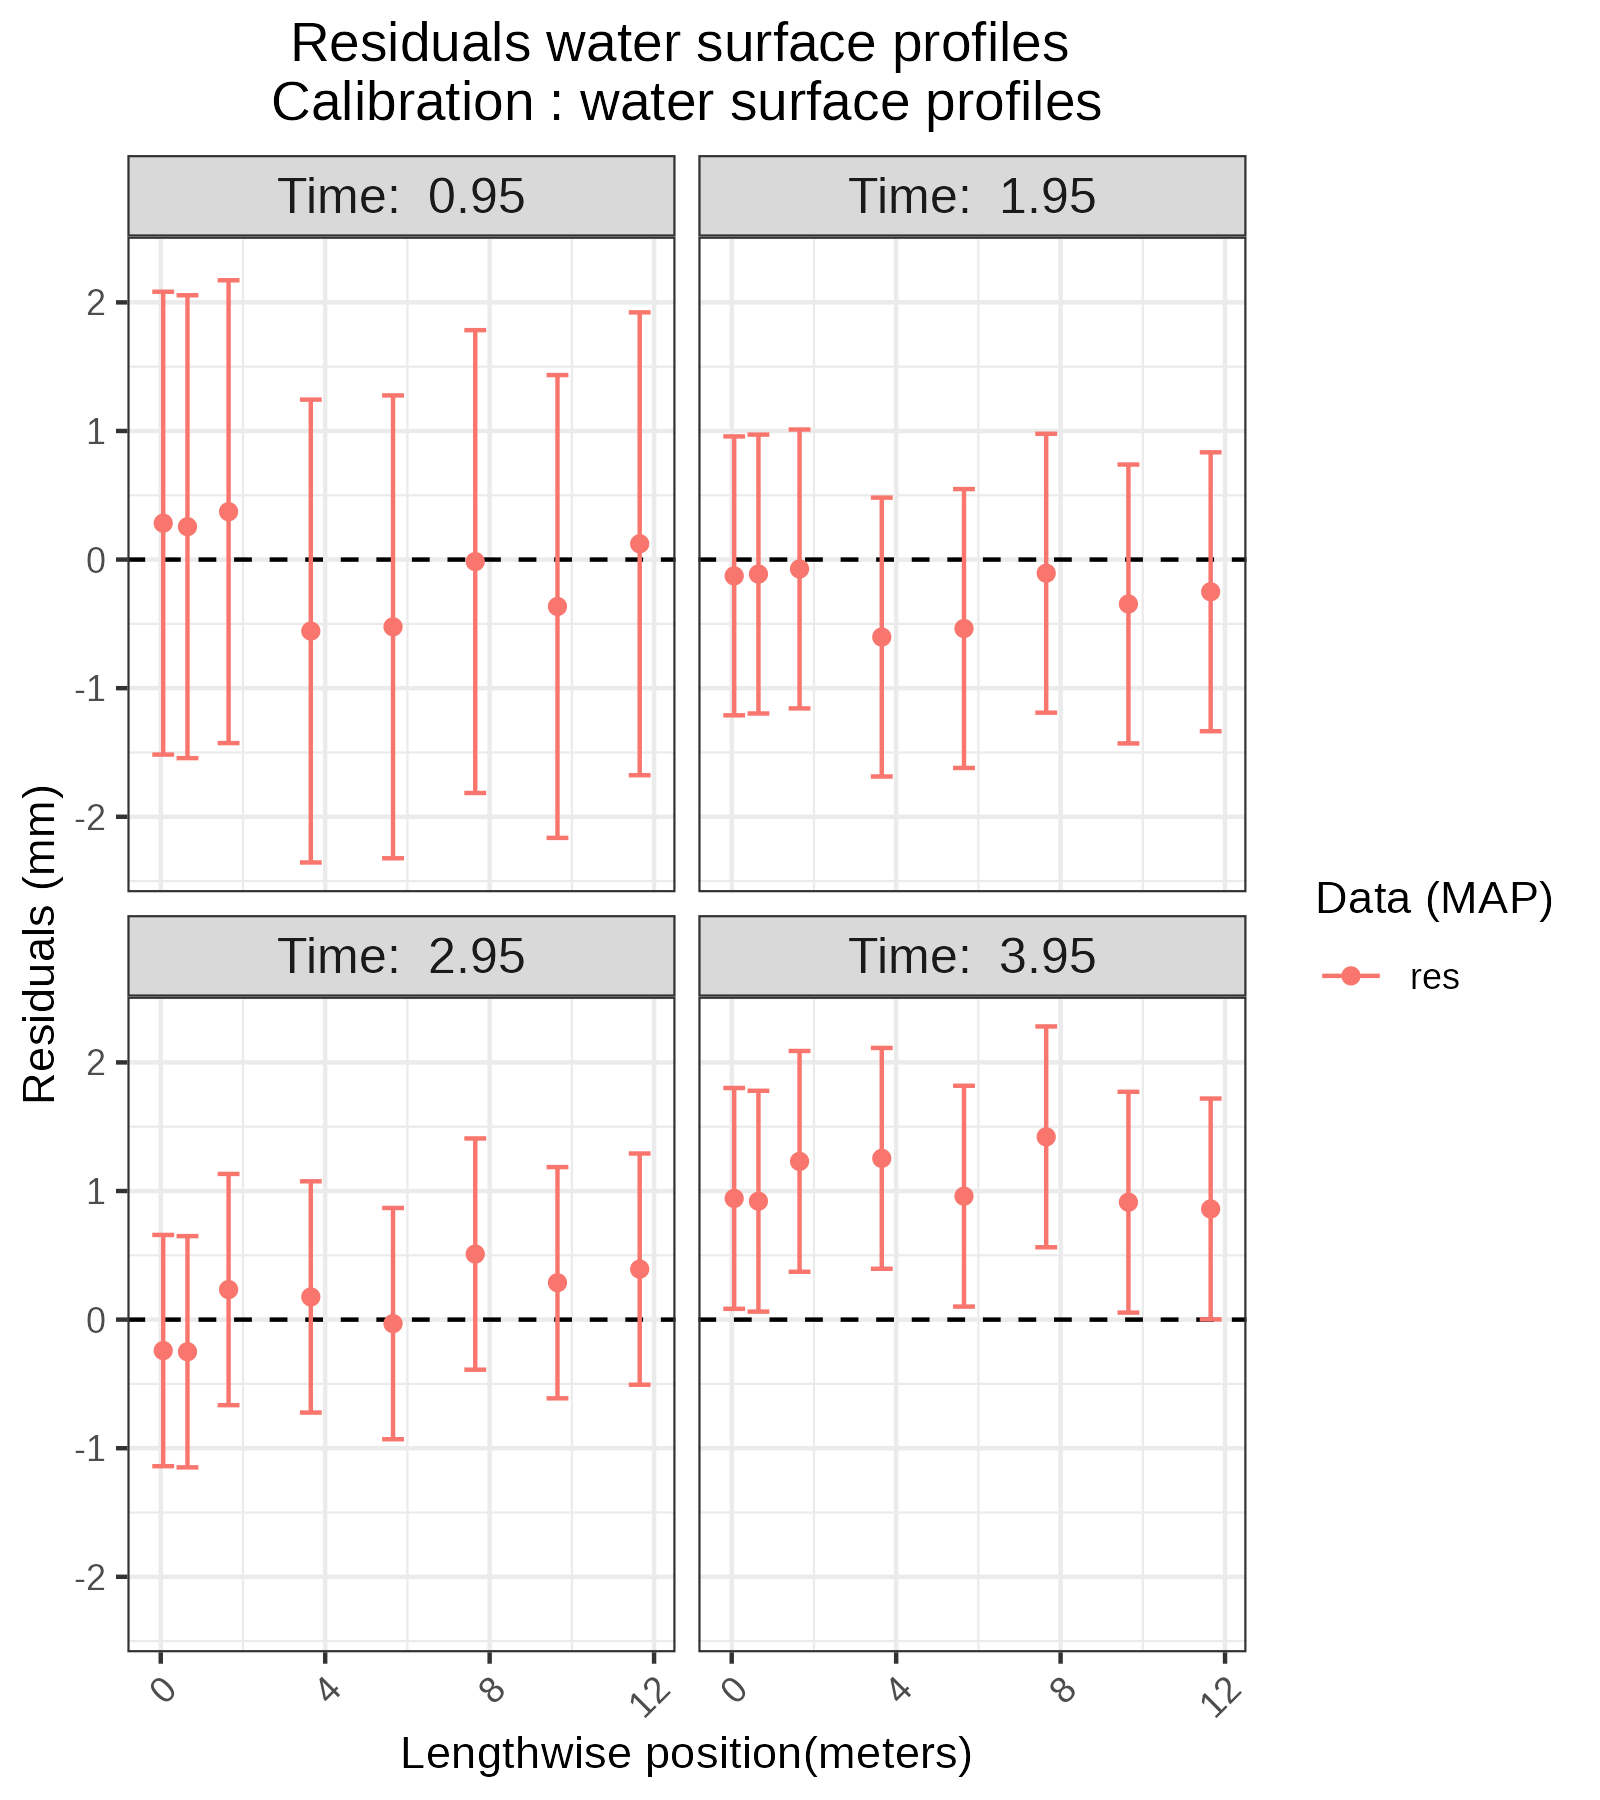 Residuals water surface profiles
Calibration : water surface profiles
Time:  0.95
Time:  1.95
2
1
0
-1
-2
Time:  2.95
Time:  3.95
2
1
0
-1
-2
0
4
8
12
0
4
8
12
Lengthwise position(meters)
Residuals (mm)
Data (MAP)
res